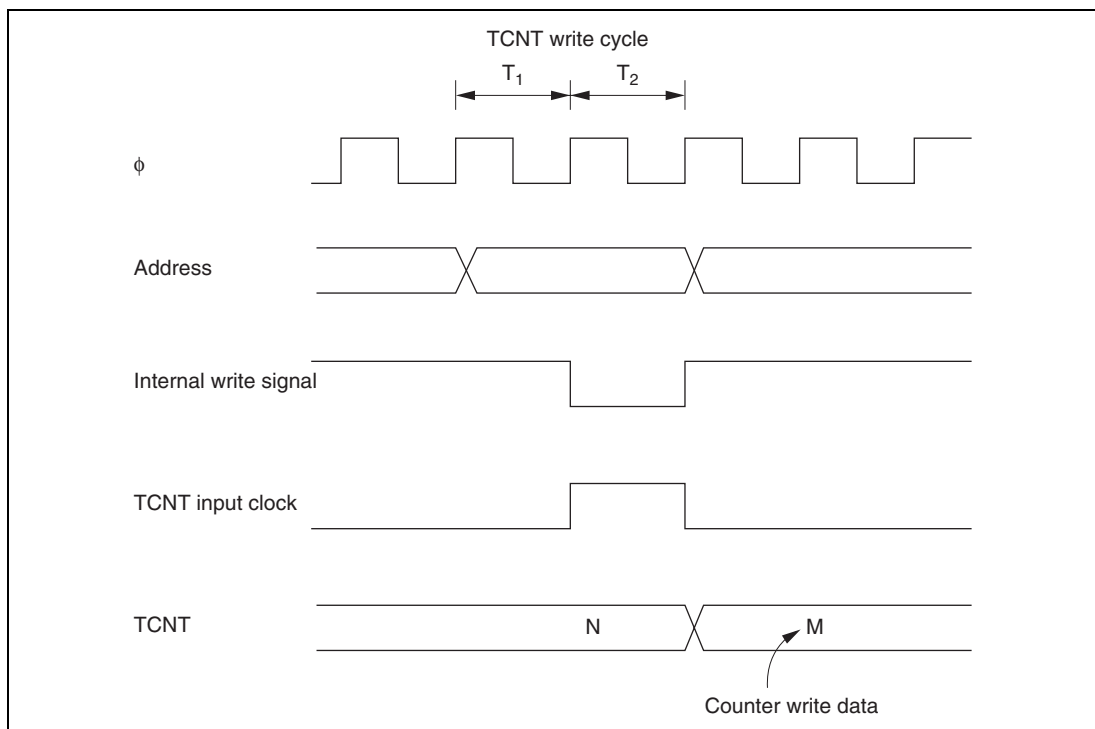 TCNT write cycle
T1 T2
ϕ
Address
Internal write signal
TCNT input clock
TCNT N M
Counter write data